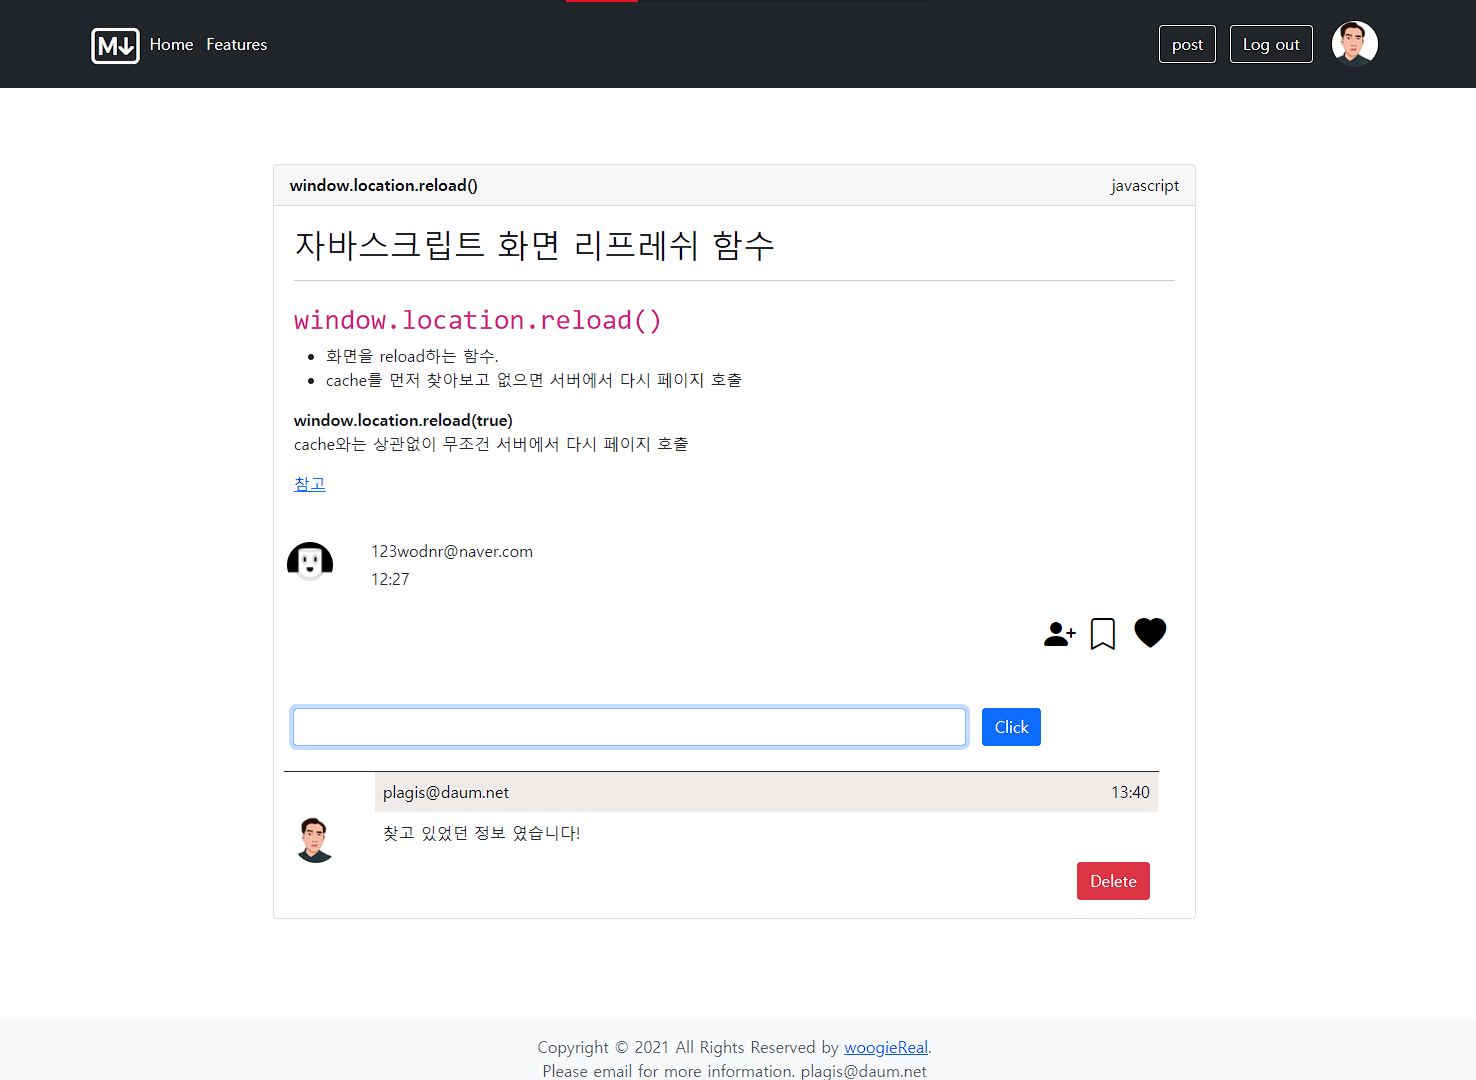 M Home Features post Log out
window.location.reload() javascript
자바스크립트 화면 리프레쉬 함수
window.location.reload()
화면을 reload하는 함수.
cache를 먼저 찾아보고 없으면 서버에서 다시 페이지 호출
window.location.reload(true)
cache와는 상관없이 무조건 서버에서 다시 페이지 호출
참고
123wodnr@naver.com
12:27
Click
plagis@daum.net 13:40
찾고 있었던 정보 였습니다!
Delete
Copyright © 2021 All Rights Reserved by woogieReal.
Please email for more information. plagis@daum.net